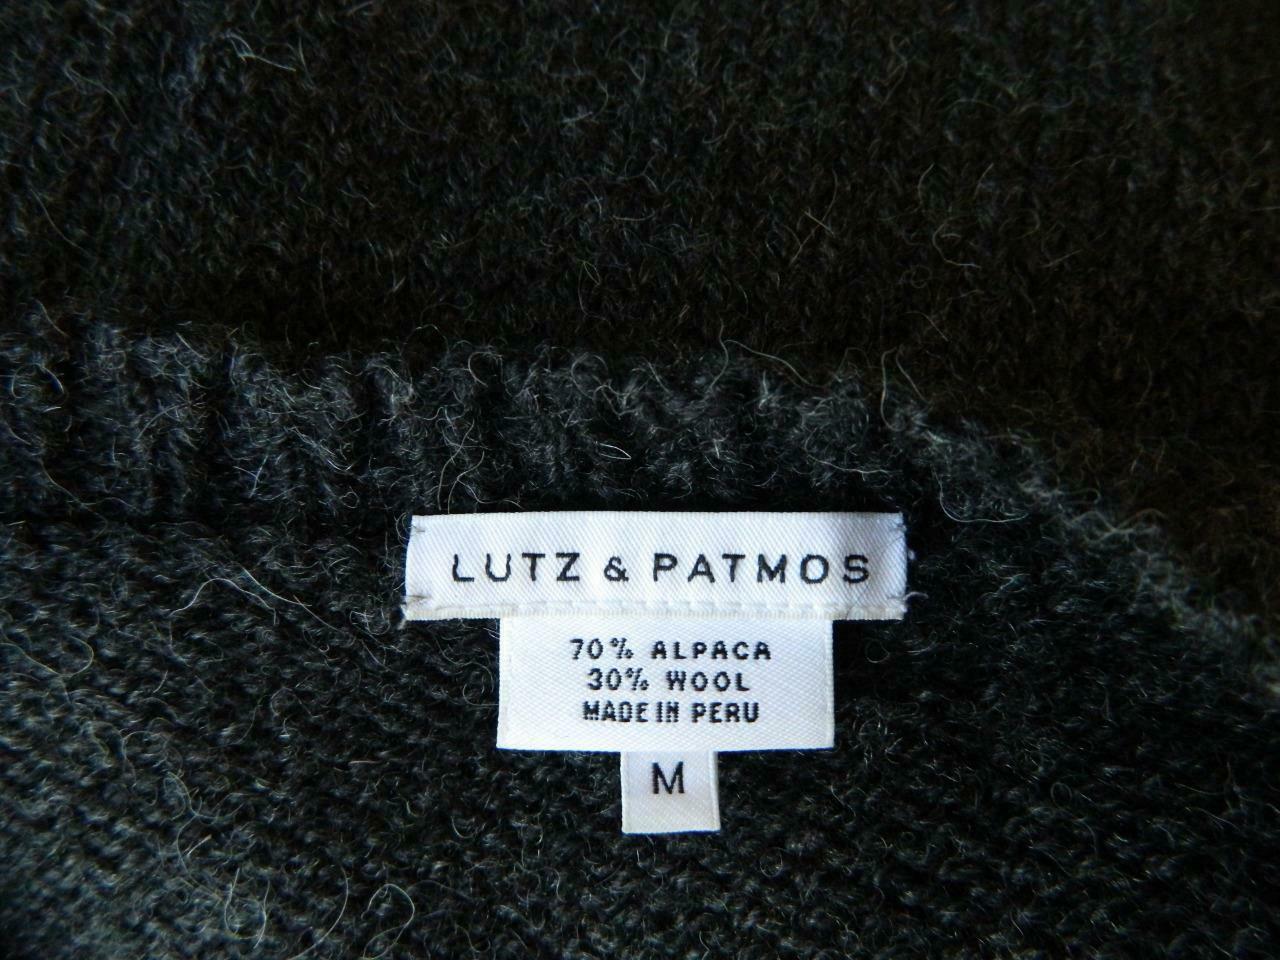 LUTZ & PATMOS
70% ALPACA
30% WOOL
MADE IN PERU
M